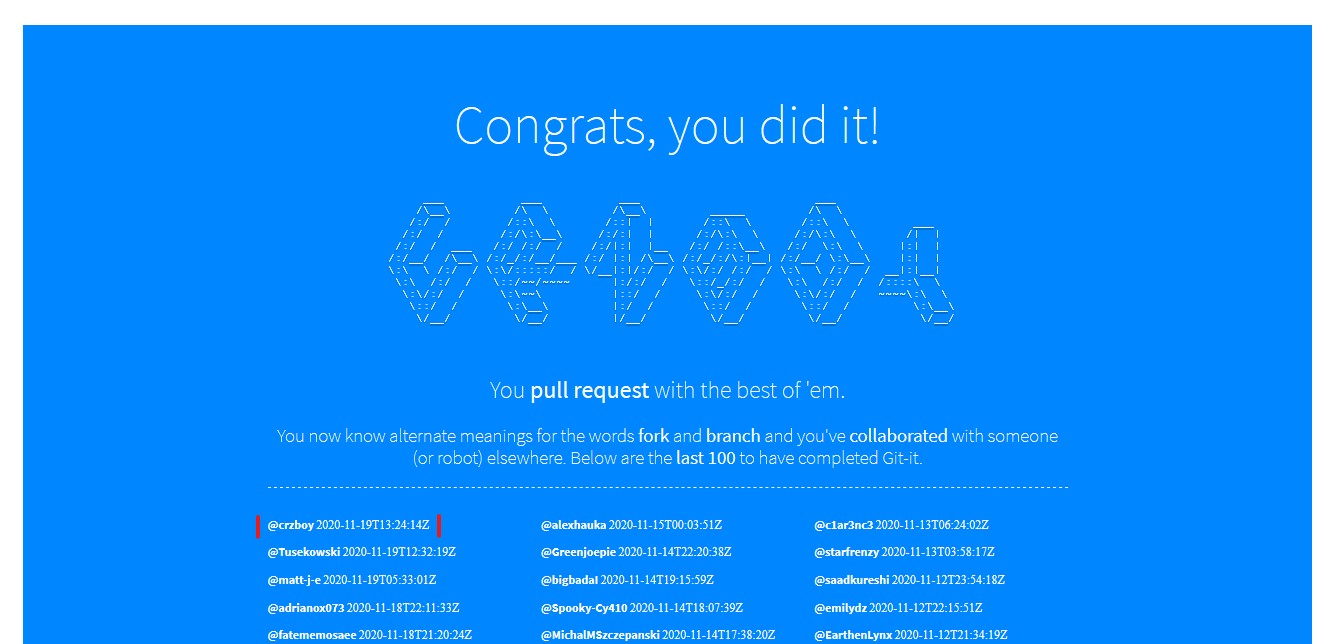 Congrats, you did it!
You pull request with the best of 'em.
You now know alternate meanings for the words fork and branch and you've collaborated with someone
(or robot) elsewhere. Below are the last 100 to have completed Git-it.
@crzboy 2020-11-19T13:24:14Z
@Tusekowski 2020-11-19T12:32:19Z
@matt-j-e 2020-11-19T05:33:01Z
@adrianox073 2020-11-18T22:11:33Z
@fatememosaee 2020-11-18T21:20:24Z
@alexhauka 2020-11-15T00:03:51Z
@Greenjoepie 2020-11-14T22:20:38Z
@bigbadal 2020-11-14T19:15:59Z
@Spooky-Cy410 2020-11-14T18:07:39Z
@MichalMSzczepanski 2020-11-14T17:38:20Z
@c1ar3nc3 2020-11-13T06:24:02Z
@starfrenzy 2020-11-13T03:58:17Z
@saadkureshi 2020-11-12T23:54:18Z
@emilydz 2020-11-12T22:15:51Z
@EarthenLynx 2020-11-12T21:34:19Z